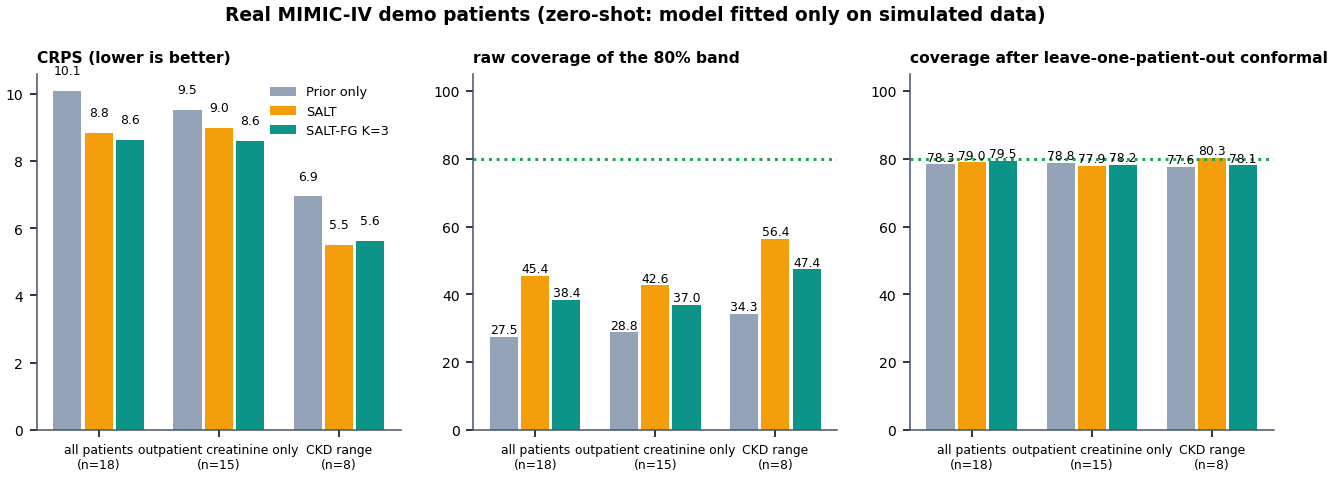 Real MIMIC-IV demo patients (zero-shot: model fitted only on simulated data)
CRPS (lower is better)
10.1
8.8
8.6
9.5
9.0
8.6
6.9
5.5
5.6
Prior only
SALT
SALT-FG K=3
10
8
6
4
2
0
all patients
(n=18)
outpatient creatinine only
(n=15)
CKD range
(n=8)
raw coverage of the 80% band
100
80
60
40
20
0
27.5
45.4
38.4
28.8
42.6
37.0
34.3
56.4
47.4
all patients
(n=18)
outpatient creatinine only
(n=15)
CKD range
(n=8)
coverage after leave-one-patient-out conformal
100
80
60
40
20
0
78.3
79.0
79.5
78.8
77.9
78.2
77.6
80.3
78.1
all patients
(n=18)
outpatient creatinine only
(n=15)
CKD range
(n=8)